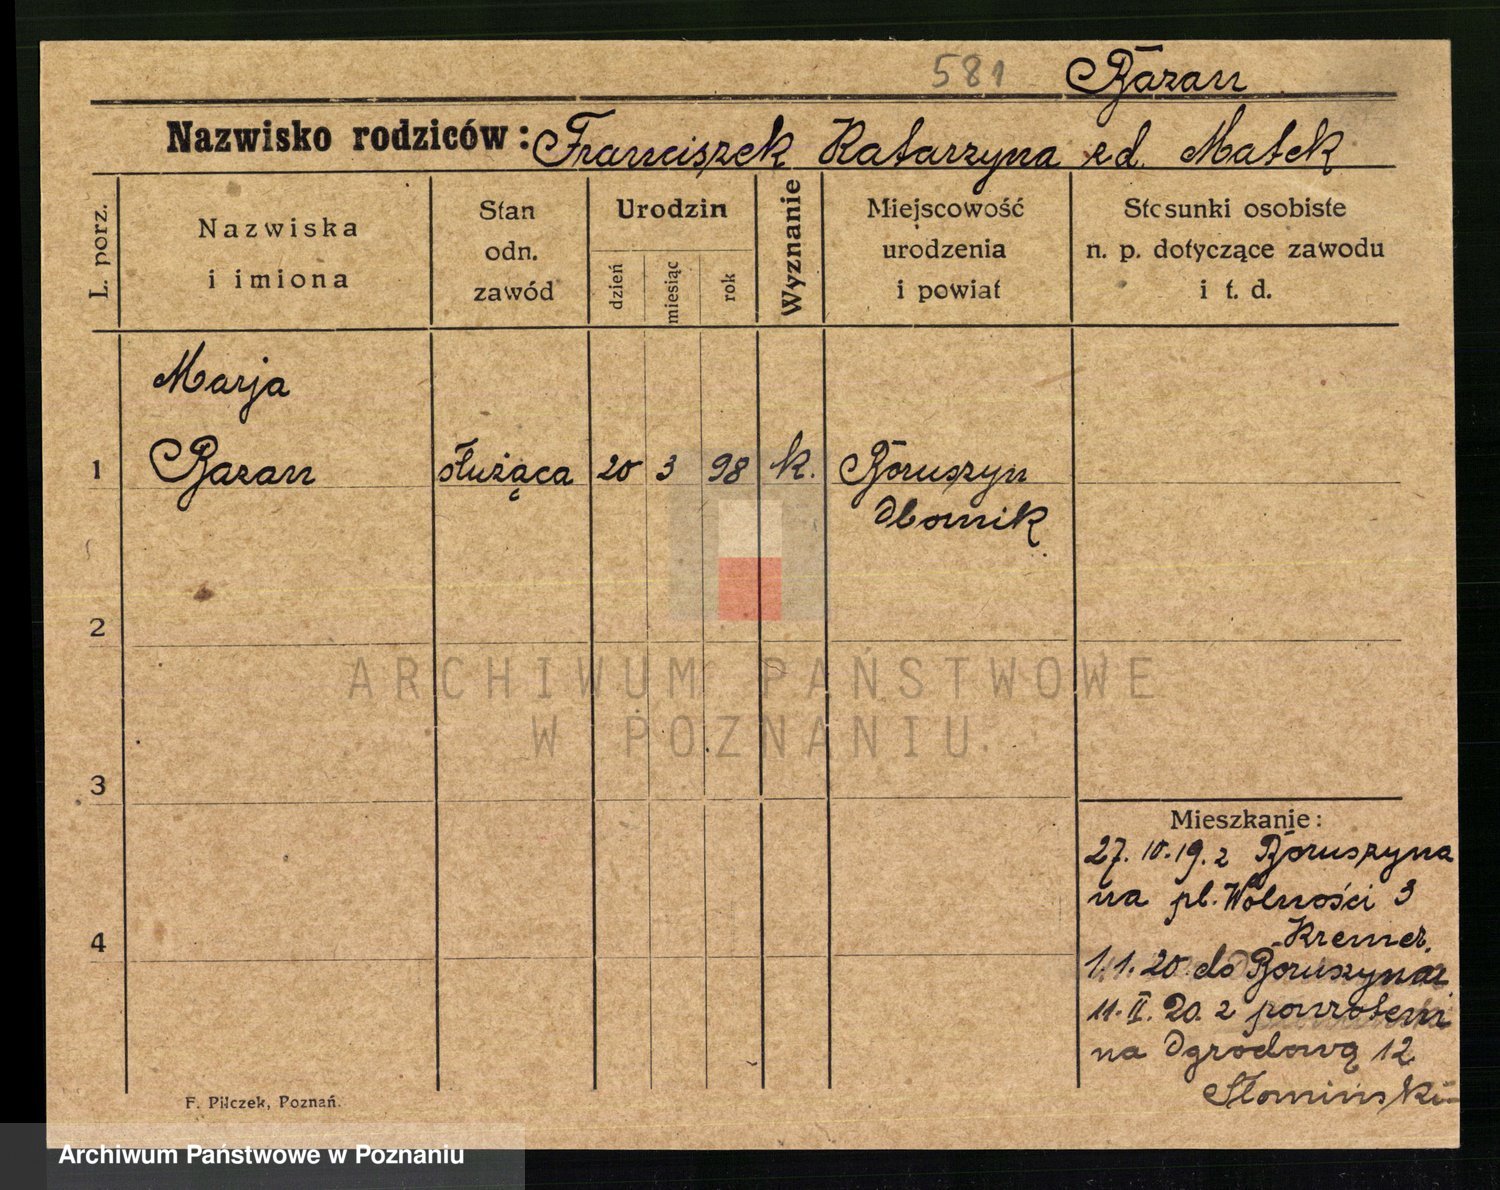 581 Bazan
Nazwisko rodziców: Franciszek Katarzyna zd. Matek
L. porz.
Nazwiska
i imiona
Stan
odn.
zawód
Urodzin
dzień
miesiąc
rok
Wyznanie
Miejscowość
urodzenia
i powiat
Stosunki osobiste
n. p. dotyczące zawodu
i t. d.
Marja
1 Bazan służąca 20 3 98 k. Boruszyn
Obornik
2
3
4
Mieszkanie:
27. 10. 19. z Boruszyna
na pl. Wolności 3
Kremer.
1. 1. 20 do Boruszyna
11. II. 20. z powrotem
na Ogrodową 12
Słomiński
F. Pilczek, Poznań.
ARCHIWUM PAŃSTWOWE
W POZNANIU
Archiwum Państwowe w Poznaniu